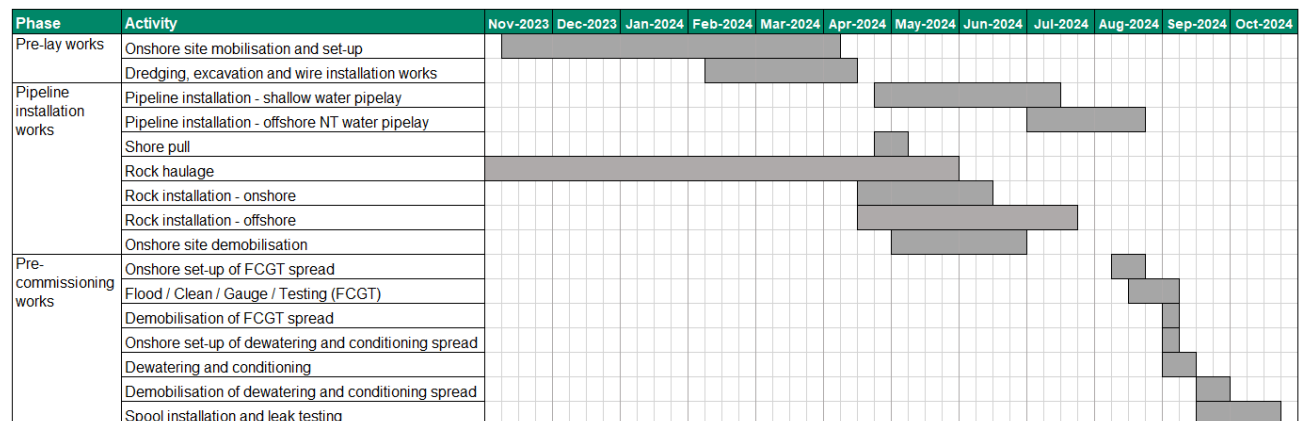 Phase Activity Nov-2023 Dec-2023 Jan-2024 Feb-2024 Mar-2024 Apr-2024 May-2024 Jun-2024 Jul-2024 Aug-2024 Sep-2024 Oct-2024
Pre-lay works Onshore site mobilisation and set-up
Dredging, excavation and wire installation works
Pipeline Pipeline installation - shallow water pipelay
installation
works Pipeline installation - offshore NT water pipelay
Shore pull
Rock haulage
Rock installation - onshore
Rock installation - offshore
Onshore site demobilisation
Pre- Onshore set-up of FCGT spread
commissioning Flood / Clean / Gauge / Testing (FCGT)
works
Demobilisation of FCGT spread
Onshore set-up of dewatering and conditioning spread
Dewatering and conditioning
Demobilisation of dewatering and conditioning spread
Spool installation and leak testing